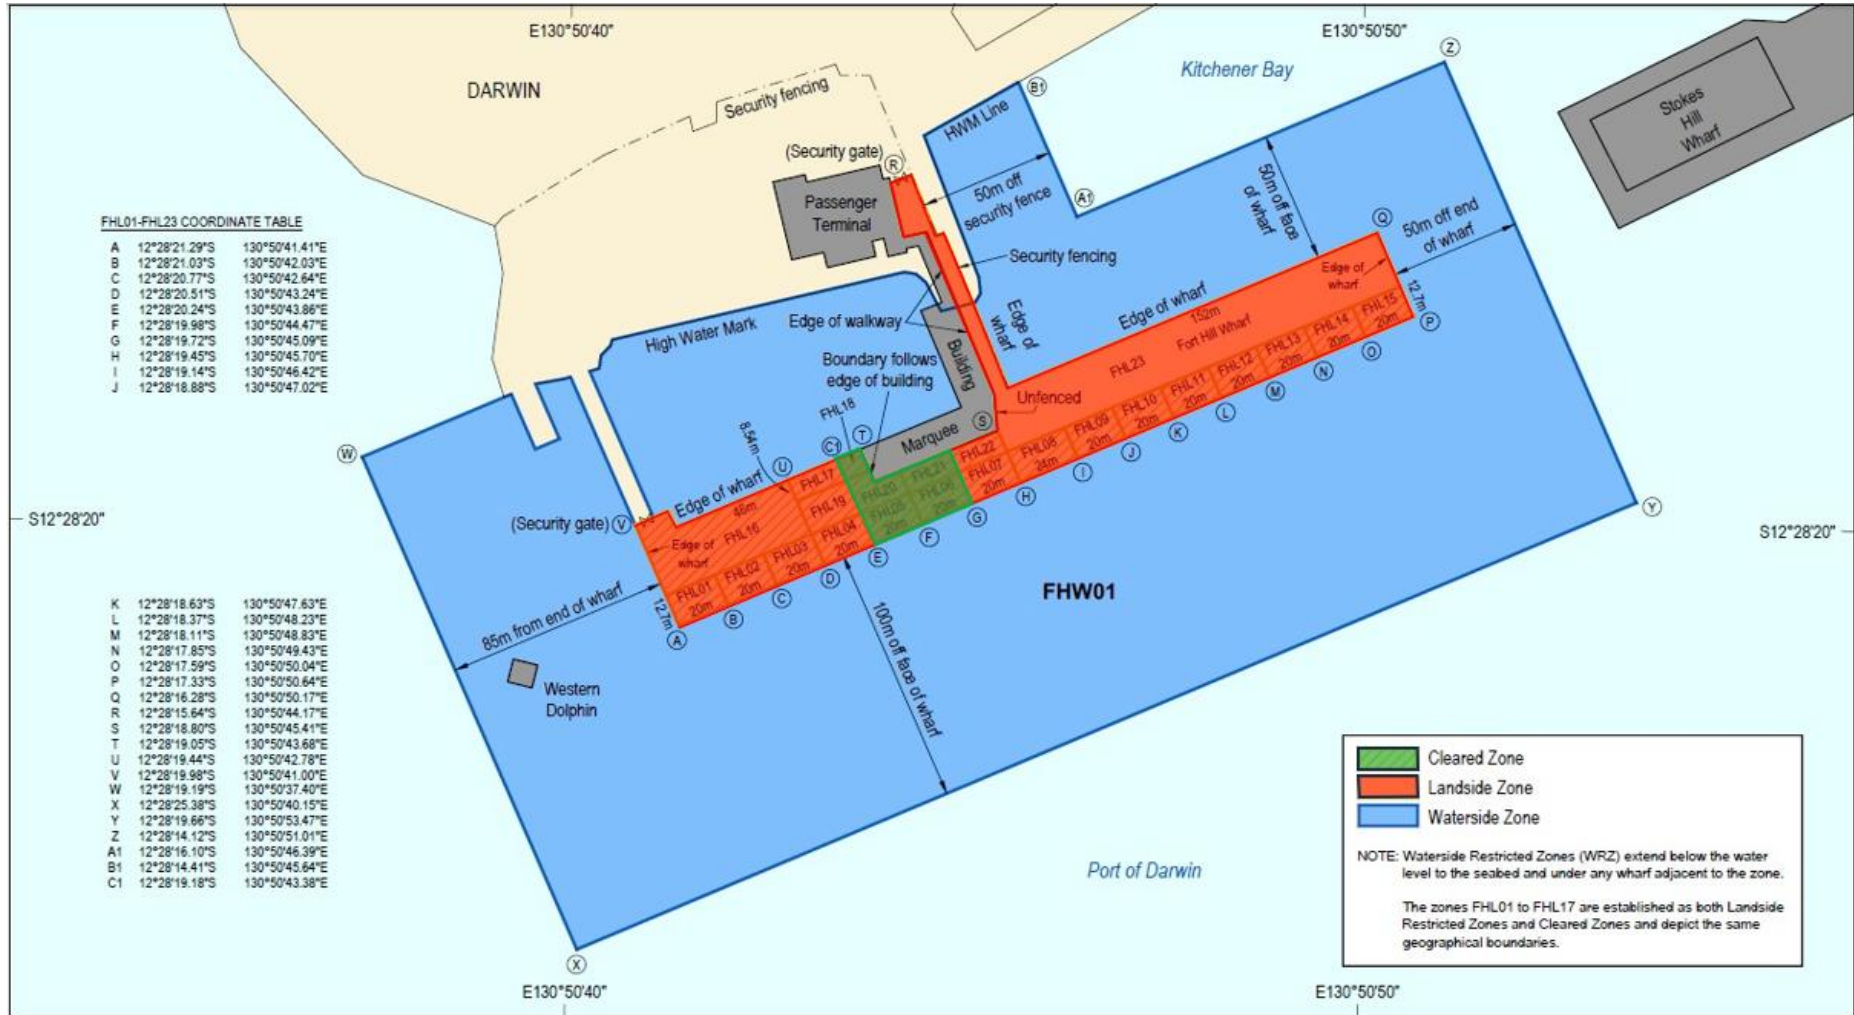 E130°50'40"
E130°50'50"
Z
Kitchener Bay
DARWIN
Security fencing
B1
HWM Line
Stokes
Hill
Wharf
(Security gate)
R
Passenger
Terminal
50m off
security fence
A1
50m off face
of wharf
Q
50m off end
of wharf
FHL01-FHL23 COORDINATE TABLE
A 12°28'21.29"S 130°50'41.41"E
B 12°28'21.03"S 130°50'42.03"E
C 12°28'20.77"S 130°50'42.64"E
D 12°28'20.51"S 130°50'43.24"E
E 12°28'20.24"S 130°50'43.86"E
F 12°28'19.98"S 130°50'44.47"E
G 12°28'19.72"S 130°50'45.09"E
H 12°28'19.45"S 130°50'45.70"E
I 12°28'19.14"S 130°50'46.42"E
J 12°28'18.88"S 130°50'47.02"E
Security fencing
Edge of
wharf
12.7m
P
Edge of wharf
152m
Fort Hill Wharf
FHL23
Edge of
wharf
Edge of walkway
High Water Mark
Building
Boundary follows
edge of building
Unfenced
S
Marquee
FHL18
8.54m
C1
T
U
W
Edge of wharf
46m
(Security gate)
V
Edge of
wharf
FHL16
FHL17
FHL19
FHL20
FHL21
FHL22
FHL01
20m
FHL02
20m
FHL03
20m
FHL04
20m
FHL05
20m
FHL06
20m
FHL07
20m
FHL08
24m
FHL09
20m
FHL10
20m
FHL11
20m
FHL12
20m
FHL13
20m
FHL14
20m
FHL15
20m
O
N
M
L
K
J
I
H
G
F
E
D
C
B
A
12.7m
Y
S12°28'20"
S12°28'20"
FHW01
85m from end of wharf
100m off face of wharf
Western
Dolphin
K 12°28'18.63"S 130°50'47.63"E
L 12°28'18.37"S 130°50'48.23"E
M 12°28'18.11"S 130°50'48.83"E
N 12°28'17.85"S 130°50'49.43"E
O 12°28'17.59"S 130°50'50.04"E
P 12°28'17.33"S 130°50'50.64"E
Q 12°28'16.28"S 130°50'50.17"E
R 12°28'15.64"S 130°50'44.17"E
S 12°28'18.80"S 130°50'45.41"E
T 12°28'19.05"S 130°50'43.68"E
U 12°28'19.44"S 130°50'42.78"E
V 12°28'19.98"S 130°50'41.00"E
W 12°28'19.19"S 130°50'37.40"E
X 12°28'25.38"S 130°50'40.15"E
Y 12°28'19.66"S 130°50'53.47"E
Z 12°28'14.12"S 130°50'51.01"E
A1 12°28'16.10"S 130°50'46.39"E
B1 12°28'14.41"S 130°50'45.64"E
C1 12°28'19.18"S 130°50'43.38"E
Port of Darwin
Cleared Zone
Landside Zone
Waterside Zone
NOTE: Waterside Restricted Zones (WRZ) extend below the water
level to the seabed and under any wharf adjacent to the zone.
The zones FHL01 to FHL17 are established as both Landside
Restricted Zones and Cleared Zones and depict the same
geographical boundaries.
X
E130°50'40"
E130°50'50"